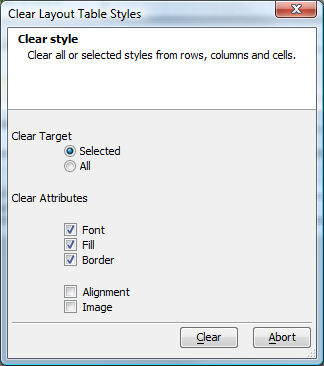 Clear Layout Table Styles
Clear style
Clear all or selected styles from rows, columns and cells.
Clear Target
Selected
All
Clear Attributes
Font
Fill
Border
Alignment
Image
Clear Abort